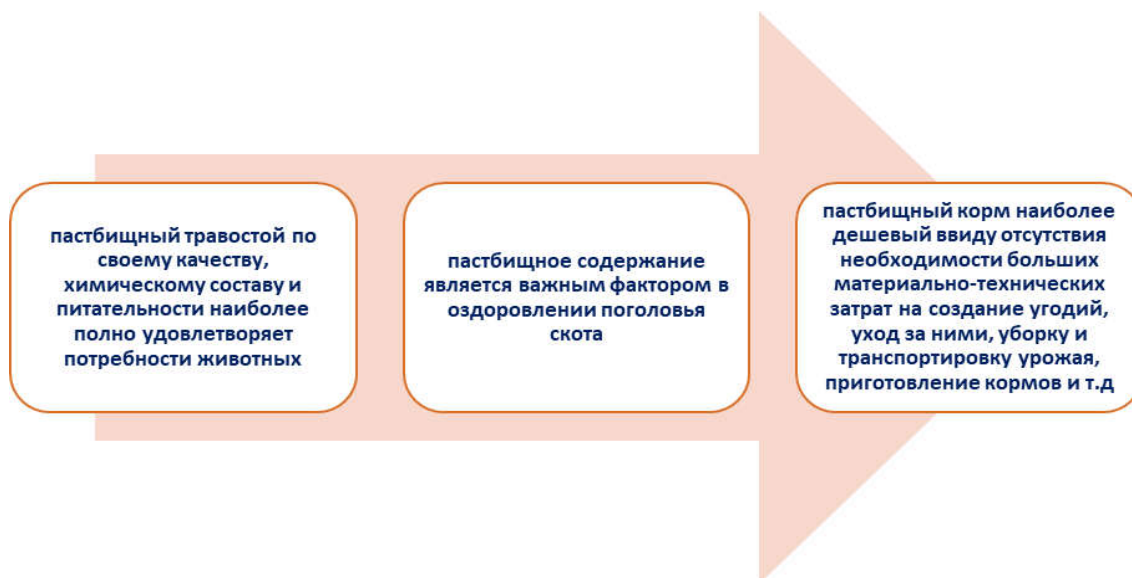 пастбищный травостой по
своему качеству,
химическому составу и
питательности наиболее
полно удовлетворяет
потребности животных
пастбищное содержание
является важным фактором в
оздоровлении поголовья
скота
пастбищный корм наиболее
дешевый ввиду отсутствия
необходимости больших
материально-технических
затрат на создание угодий,
уход за ними, уборку и
транспортировку урожая,
приготовление кормов и т.д